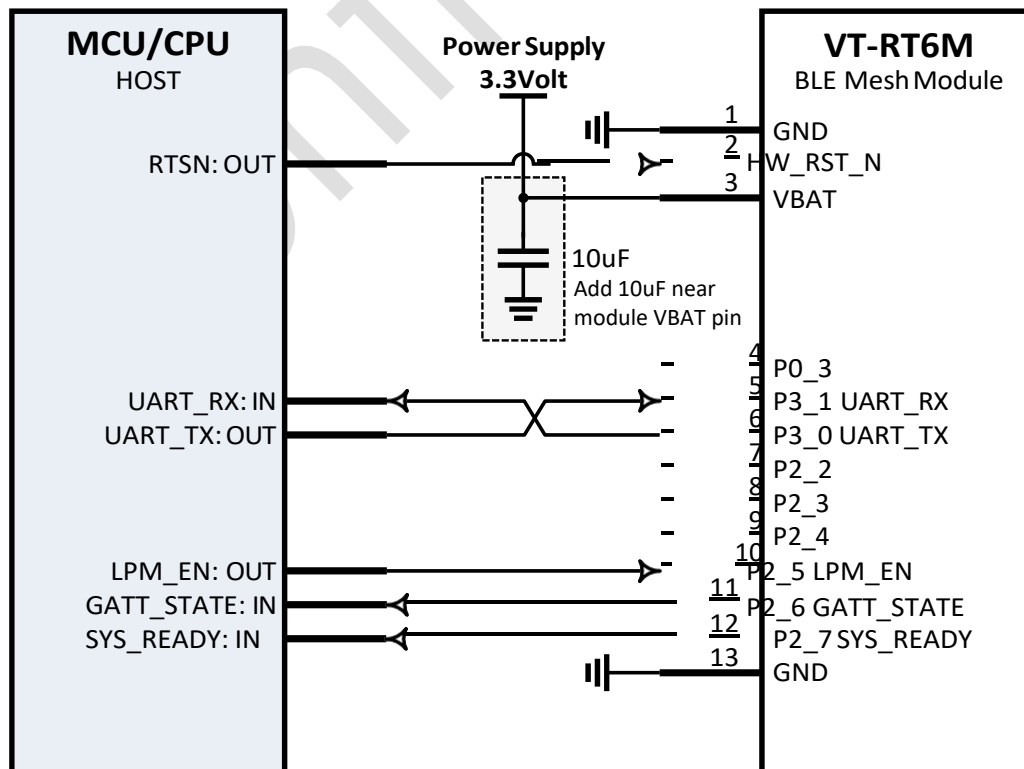 MCU/CPU
HOST
RTSN: OUT
UART_RX: IN
UART_TX: OUT
LPM_EN: OUT
GATT_STATE: IN
SYS_READY: IN
Power Supply
3.3Volt
10uF
Add 10uF near
module VBAT pin
VT-RT6M
BLE Mesh Module
1 GND
2 HW_RST_N
3 VBAT
4 P0_3
5 P3_1 UART_RX
6 P3_0 UART_TX
7 P2_2
8 P2_3
9 P2_4
10 P2_5 LPM_EN
11 P2_6 GATT_STATE
12 P2_7 SYS_READY
13 GND